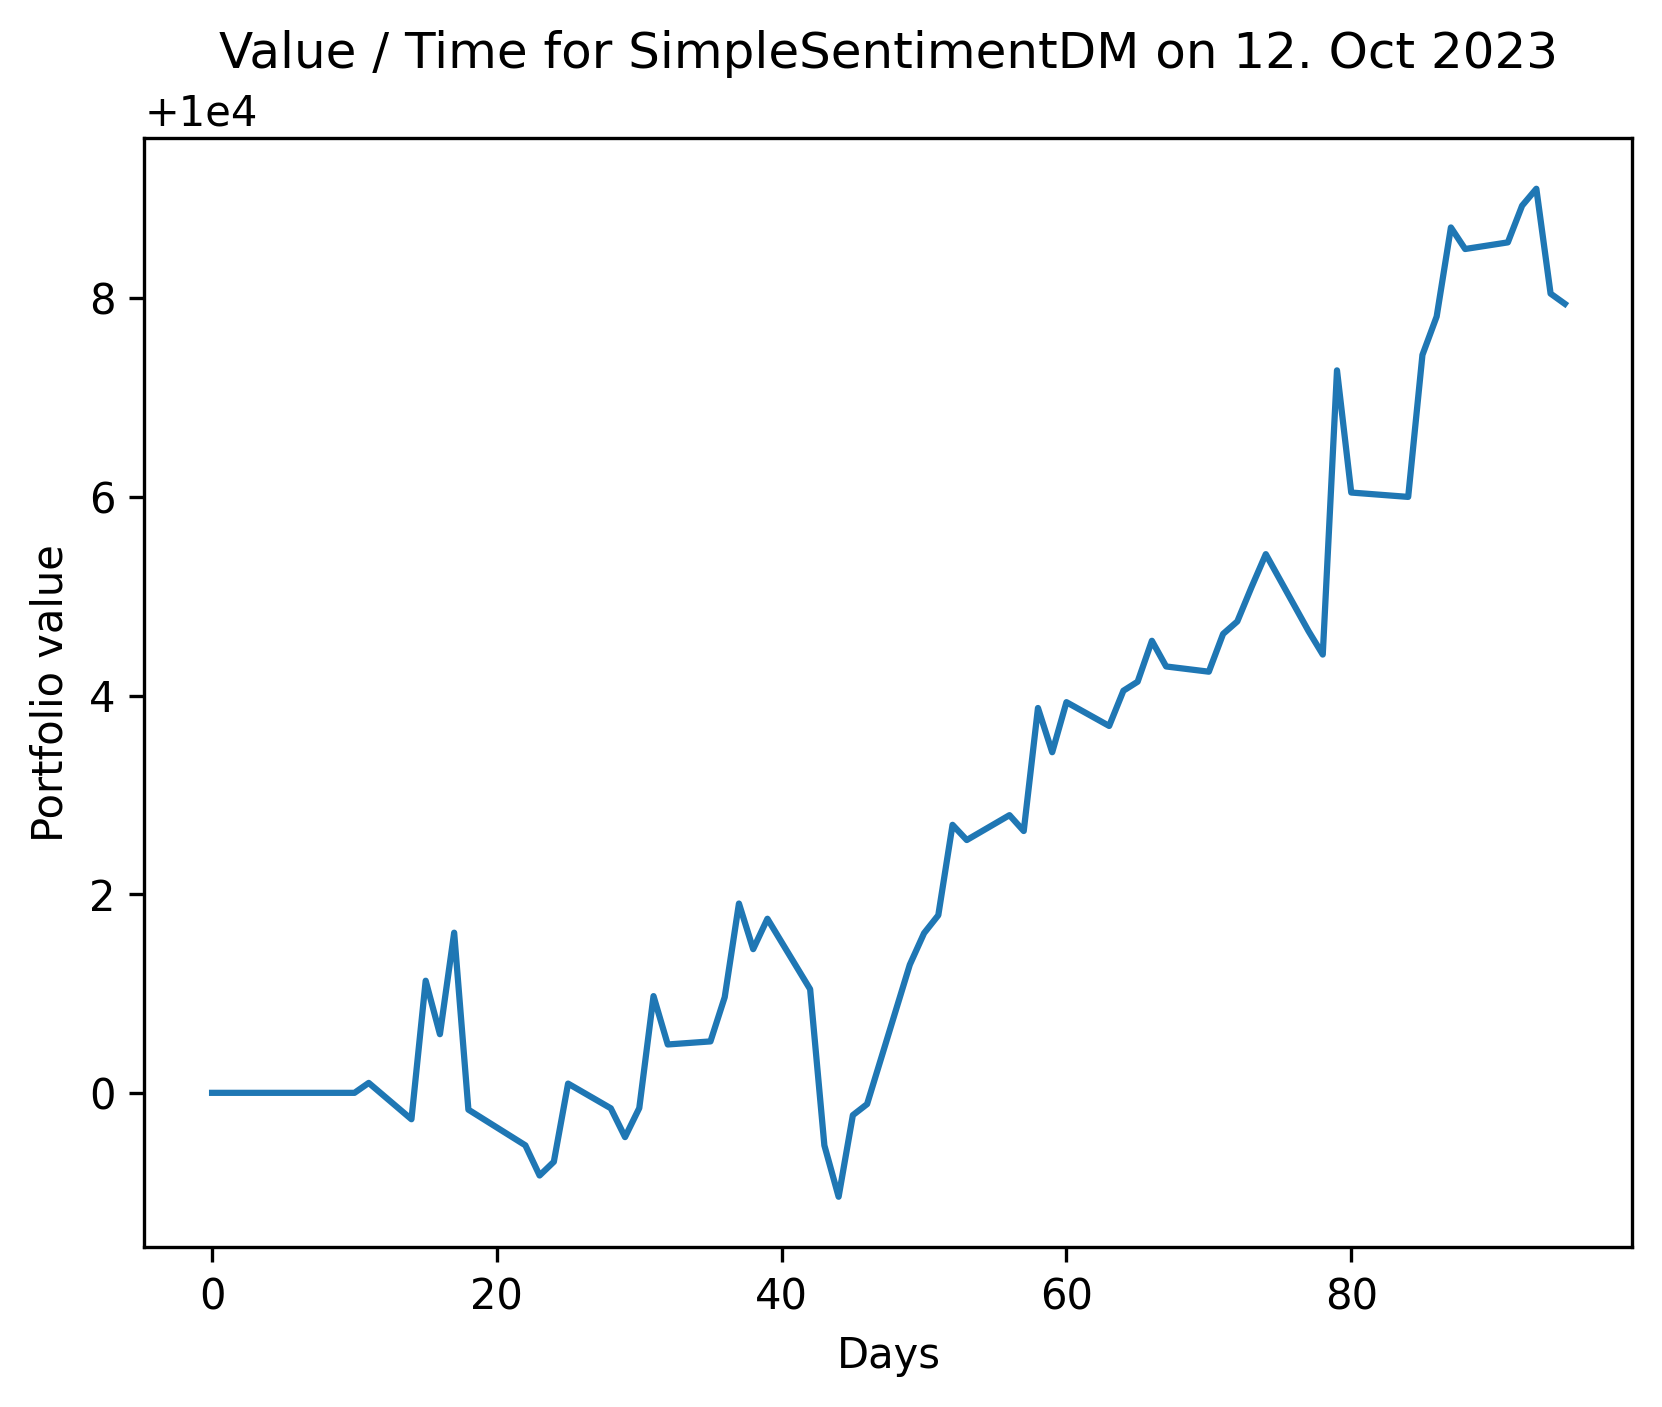 Value / Time for SimpleSentimentDM on 12. Oct 2023
+1e4
8
6
4
2
0
Portfolio value
0 20 40 60 80
Days